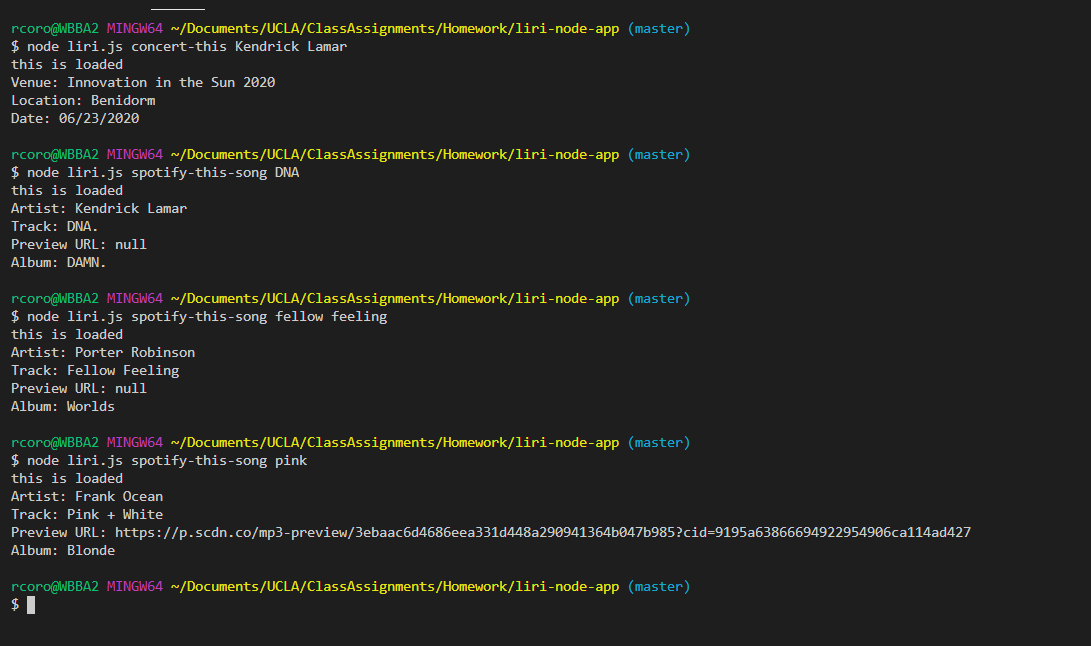 rcoro@WBBA2 MINGW64 ~/Documents/UCLA/ClassAssignments/Homework/liri-node-app (master)
$ node liri.js concert-this Kendrick Lamar
this is loaded
Venue: Innovation in the Sun 2020
Location: Benidorm
Date: 06/23/2020
rcoro@WBBA2 MINGW64 ~/Documents/UCLA/ClassAssignments/Homework/liri-node-app (master)
$ node liri.js spotify-this-song DNA
this is loaded
Artist: Kendrick Lamar
Track: DNA.
Preview URL: null
Album: DAMN.
rcoro@WBBA2 MINGW64 ~/Documents/UCLA/ClassAssignments/Homework/liri-node-app (master)
$ node liri.js spotify-this-song fellow feeling
this is loaded
Artist: Porter Robinson
Track: Fellow Feeling
Preview URL: null
Album: Worlds
rcoro@WBBA2 MINGW64 ~/Documents/UCLA/ClassAssignments/Homework/liri-node-app (master)
$ node liri.js spotify-this-song pink
this is loaded
Artist: Frank Ocean
Track: Pink + White
Preview URL: https://p.scdn.co/mp3-preview/3ebaac6d4686eea331d448a290941364b047b985?cid=9195a63866694922954906ca114ad427
Album: Blonde
rcoro@WBBA2 MINGW64 ~/Documents/UCLA/ClassAssignments/Homework/liri-node-app (master)
$